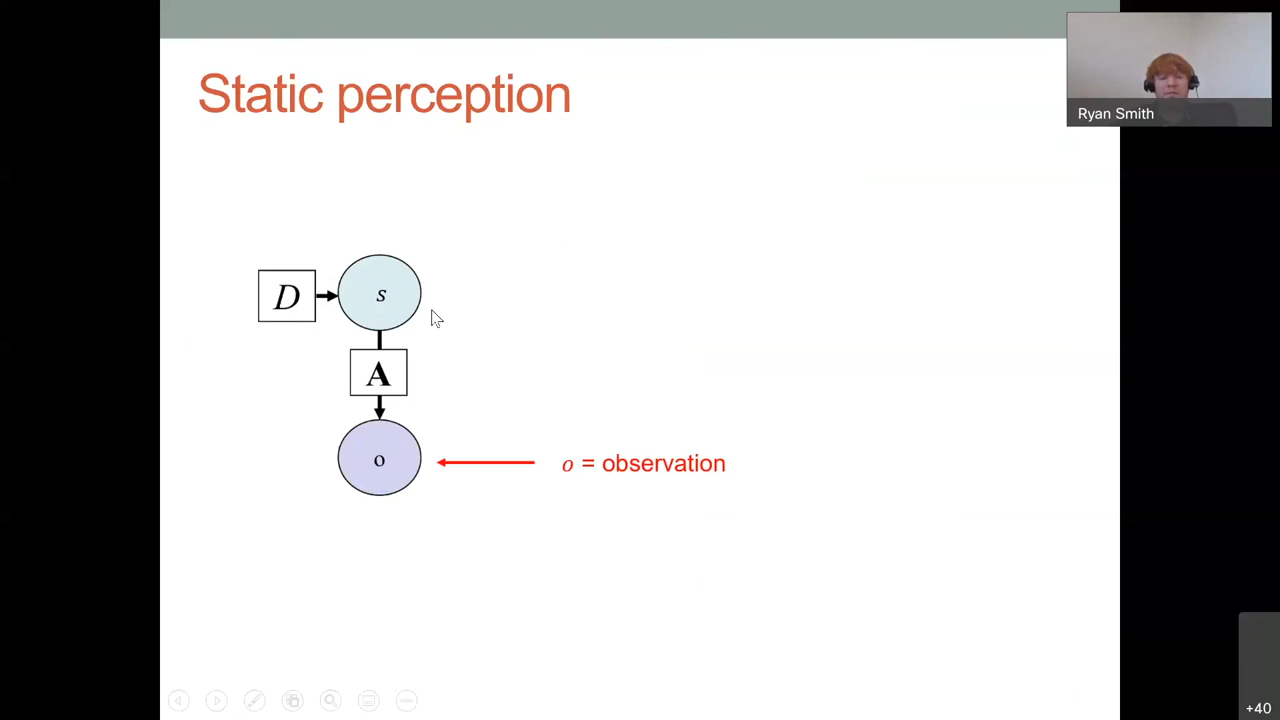 Static perception
Ryan Smith
D
s
A
o
o = observation
+40